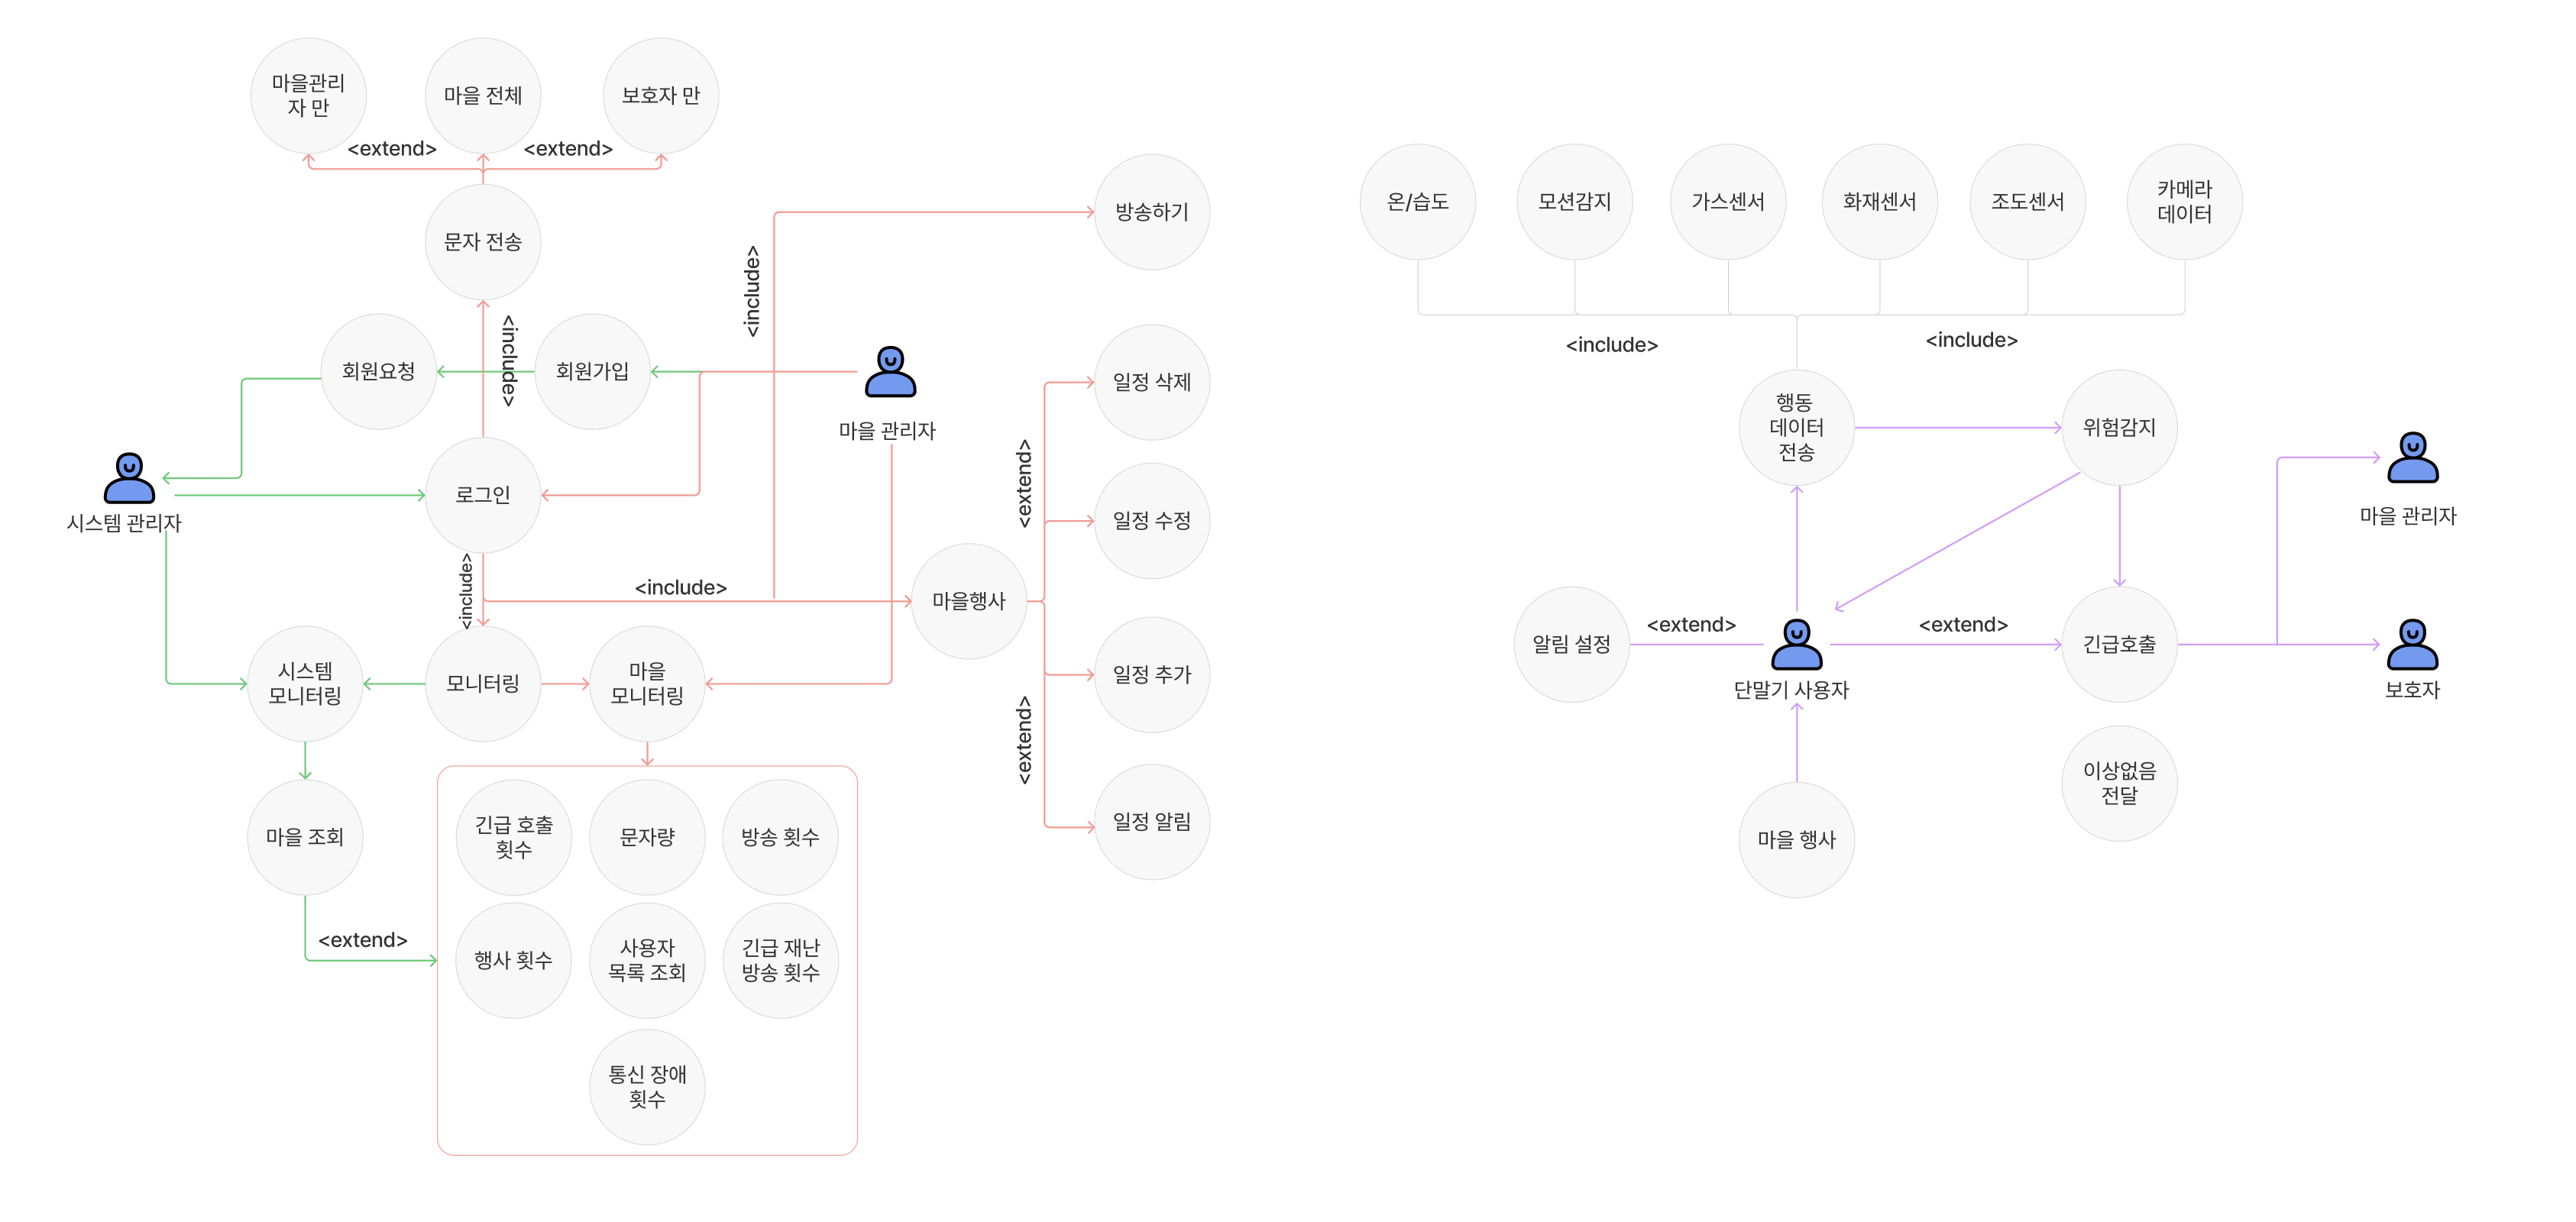 마을관리
자 만
마을 전체
보호자 만
<extend>
<extend>
문자 전송
방송하기
<include>
<include>
회원요청
회원가입
마을 관리자
시스템 관리자
로그인
<include>
<include>
마을행사
<extend>
<extend>
일정 삭제
일정 수정
일정 추가
일정 알림
시스템
모니터링
모니터링
마을
모니터링
마을 조회
<extend>
긴급 호출
횟수
문자량
방송 횟수
행사 횟수
사용자
목록 조회
긴급 재난
방송 횟수
통신 장애
횟수
온/습도
모션감지
가스센서
화재센서
조도센서
카메라
데이터
<include>
<include>
행동
데이터
전송
위험감지
마을 관리자
알림 설정
<extend>
단말기 사용자
<extend>
긴급호출
보호자
이상없음
전달
마을 행사